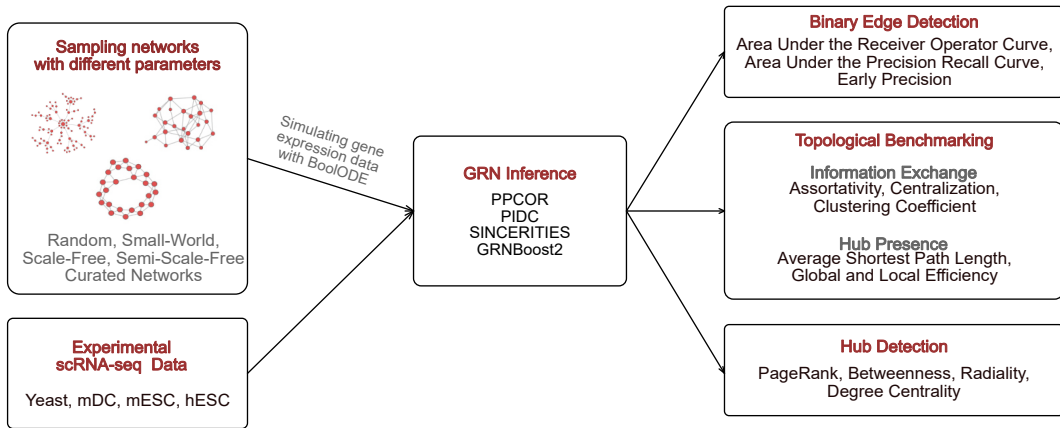 Sampling networks
with different parameters
Random, Small-World,
Scale-Free, Semi-Scale-Free
Curated Networks
Experimental
scRNA-seq Data
Yeast, mDC, mESC, hESC
Simulating gene
expression data
with BoolODE
GRN Inference
PPCOR
PIDC
SINCERITIES
GRNBoost2
Binary Edge Detection
Area Under the Receiver Operator Curve,
Area Under the Precision Recall Curve,
Early Precision
Topological Benchmarking
Information Exchange
Assortativity, Centralization,
Clustering Coefficient
Hub Presence
Average Shortest Path Length,
Global and Local Efficiency
Hub Detection
PageRank, Betweenness, Radiality,
Degree Centrality